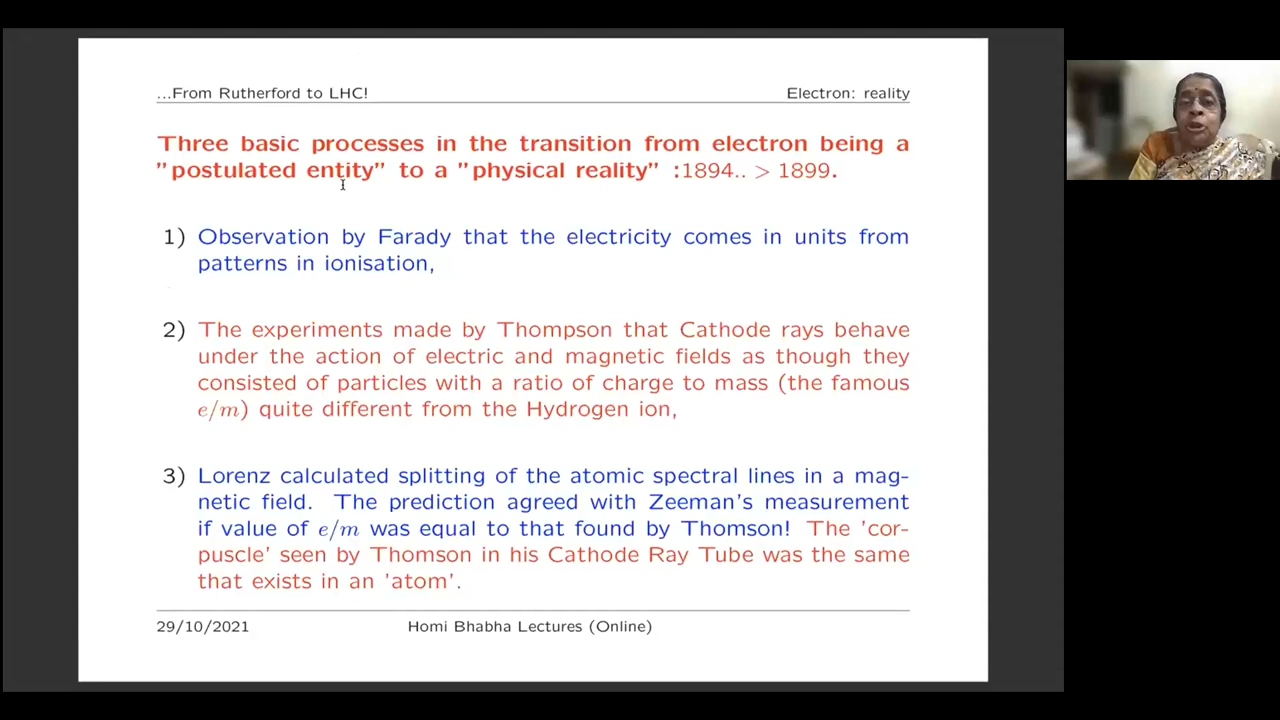 ...From Rutherford to LHC! Electron: reality
Three basic processes in the transition from electron being a
"postulated entity" to a "physical reality" :1894.. > 1899.
1) Observation by Farady that the electricity comes in units from
patterns in ionisation,
2) The experiments made by Thompson that Cathode rays behave
under the action of electric and magnetic fields as though they
consisted of particles with a ratio of charge to mass (the famous
e/m) quite different from the Hydrogen ion,
3) Lorenz calculated splitting of the atomic spectral lines in a mag-
netic field. The prediction agreed with Zeeman's measurement
if value of e/m was equal to that found by Thomson! The 'cor-
puscle' seen by Thomson in his Cathode Ray Tube was the same
that exists in an 'atom'.
29/10/2021 Homi Bhabha Lectures (Online)